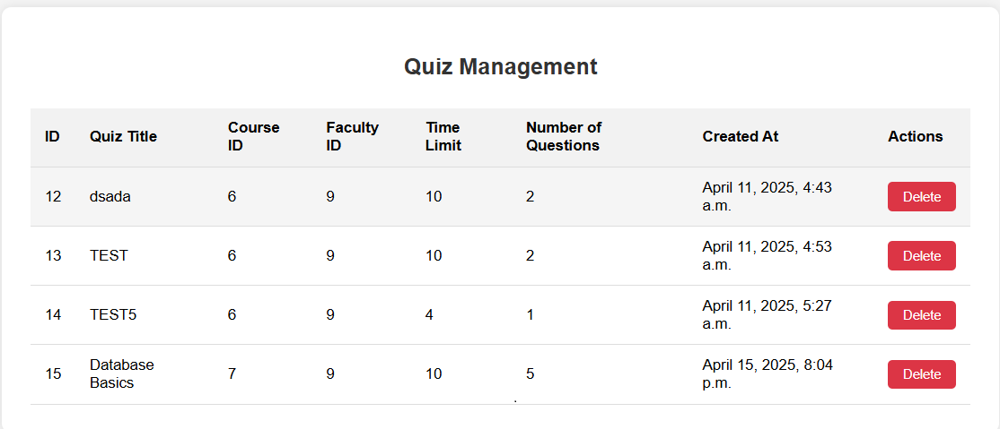 Quiz Management
ID Quiz Title Course ID Faculty ID Time Limit Number of Questions Created At Actions
12 dsada 6 9 10 2 April 11, 2025, 4:43 a.m. Delete
13 TEST 6 9 10 2 April 11, 2025, 4:53 a.m. Delete
14 TEST5 6 9 4 1 April 11, 2025, 5:27 a.m. Delete
15 Database Basics 7 9 10 5 April 15, 2025, 8:04 p.m. Delete